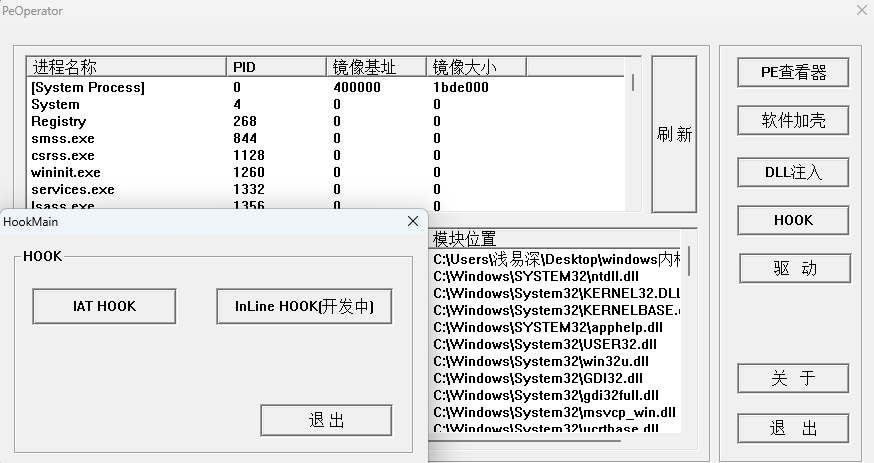 PeOperator
进程名称 PID 镜像基址 镜像大小
[System Process] 0 400000 1bde000
System 4 0 0
Registry 268 0 0
smss.exe 844 0 0
csrss.exe 1128 0 0
wininit.exe 1260 0 0
services.exe 1332 0 0
lsass.exe 1356 0 0
刷 新
PE查看器
软件加壳
DLL注入
HOOK
驱 动
关 于
退 出
HookMain
HOOK
IAT HOOK
InLine HOOK(开发中)
退 出
模块位置
C:\Users\浅易深\Desktop\windows内核
C:\Windows\SYSTEM32\ntdll.dll
C:\Windows\System32\KERNEL32.DLL
C:\Windows\System32\KERNELBASE.
C:\Windows\SYSTEM32\apphelp.dll
C:\Windows\System32\USER32.dll
C:\Windows\System32\win32u.dll
C:\Windows\System32\GDI32.dll
C:\Windows\System32\gdi32full.dll
C:\Windows\System32\msvcp_win.dll
C:\Windows\System32\ucrtbase.dll